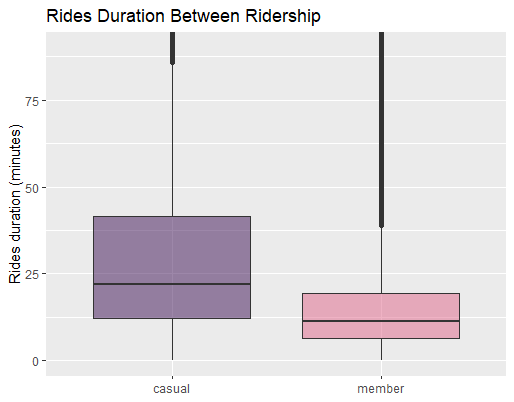 Rides Duration Between Ridership
Rides duration (minutes)
75
50
25
0
casual
member